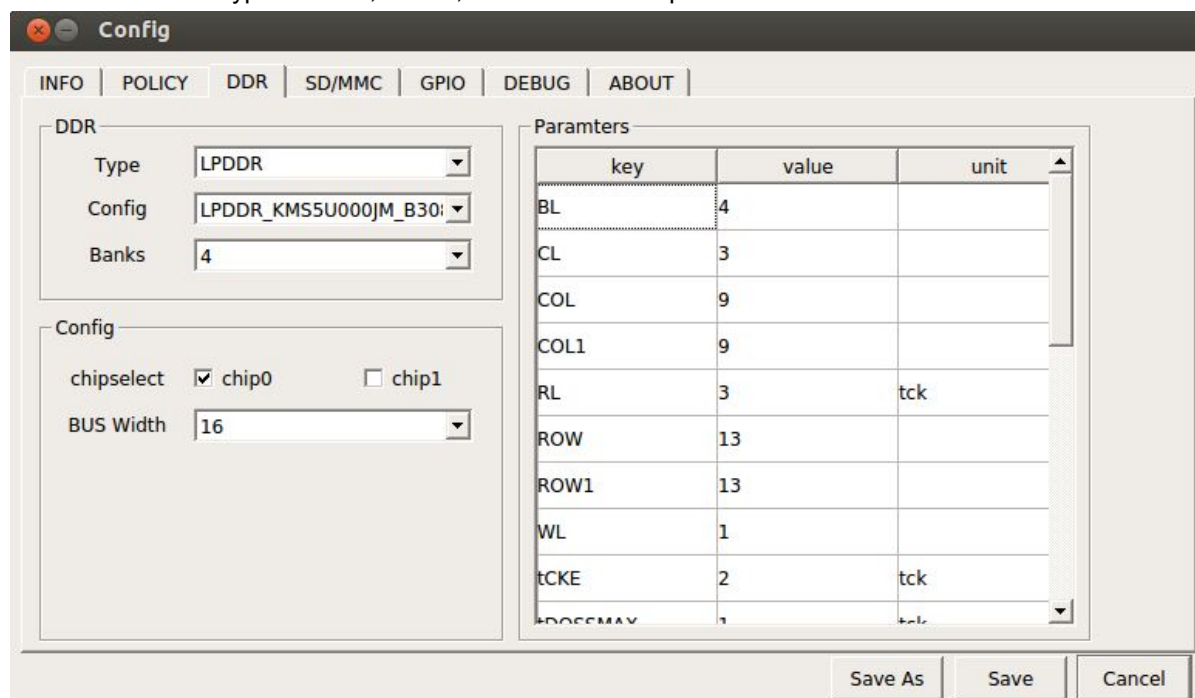 Config
INFO POLICY DDR SD/MMC GPIO DEBUG ABOUT
DDR
Type LPDDR
Config LPDDR_KMS5U000JM_B30
Banks 4
Config
chipselect chip0 chip1
BUS Width 16
Paramters
key value unit
BL 4
CL 3
COL 9
COL1 9
RL 3 tck
ROW 13
ROW1 13
WL 1
tCKE 2 tck
Save As Save Cancel